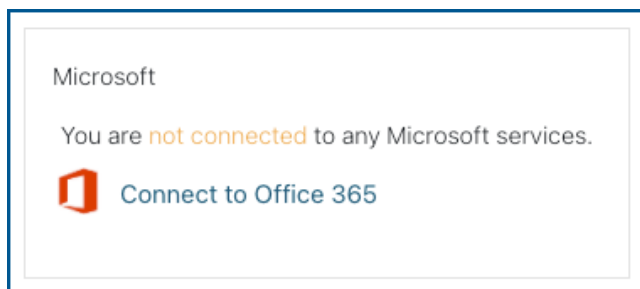 Microsoft
You are not connected to any Microsoft services.
Connect to Office 365